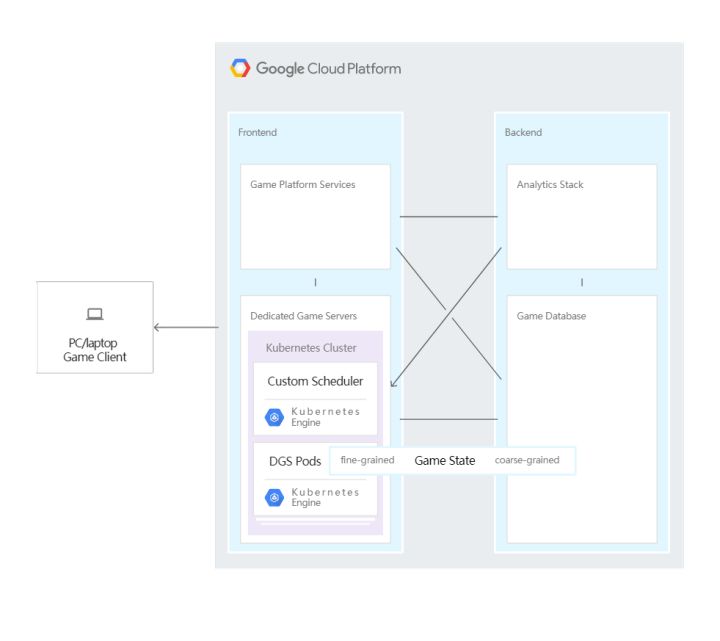 Google Cloud Platform
Frontend
Backend
Game Platform Services
Analytics Stack
Dedicated Game Servers
Game Database
Kubernetes Cluster
PC/laptop
Game Client
Custom Scheduler
Kubernetes
Engine
DGS Pods
fine-grained Game State coarse-grained
Kubernetes
Engine